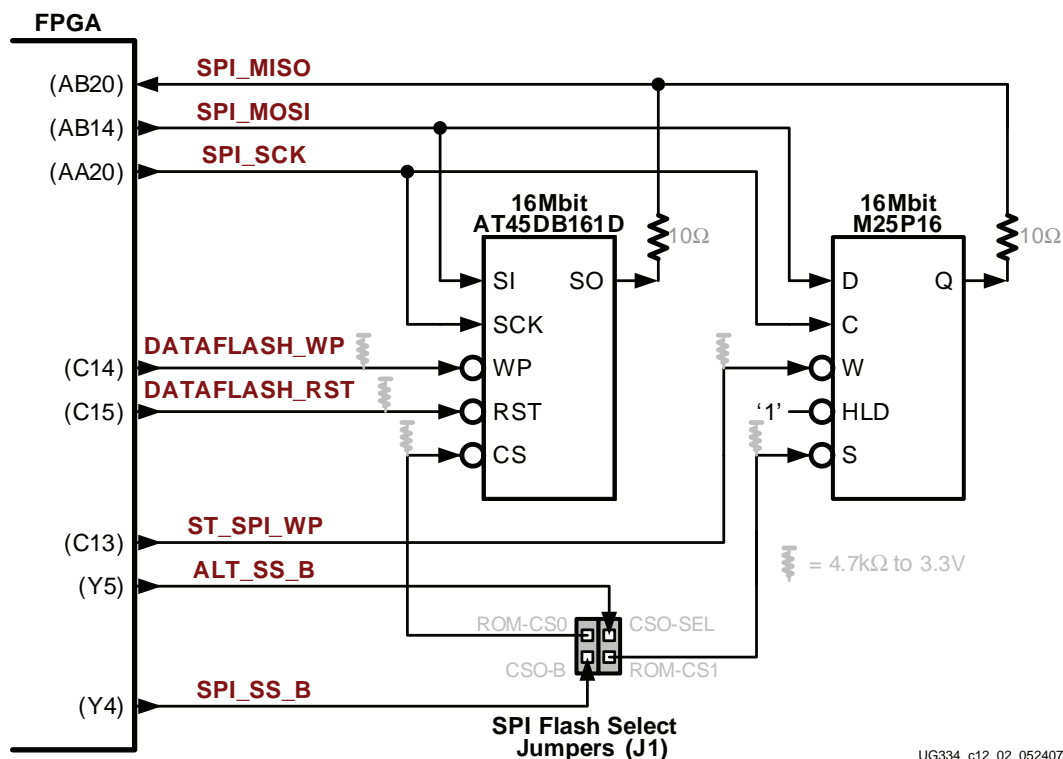 FPGA
(AB20)
SPI_MISO
(AB14)
SPI_MOSI
(AA20)
SPI_SCK
16Mbit
AT45DB161D
10Ω
16Mbit
M25P16
10Ω
SI
SO
SCK
WP
RST
CS
D
Q
C
W
HLD
S
'1'
(C14)
DATAFLASH_WP
(C15)
DATAFLASH_RST
(C13)
ST_SPI_WP
(Y5)
ALT_SS_B
= 4.7kΩ to 3.3V
ROM-CS0
CSO-SEL
CSO-B
ROM-CS1
(Y4)
SPI_SS_B
SPI Flash Select
Jumpers (J1)
UG334_c12_02_052407